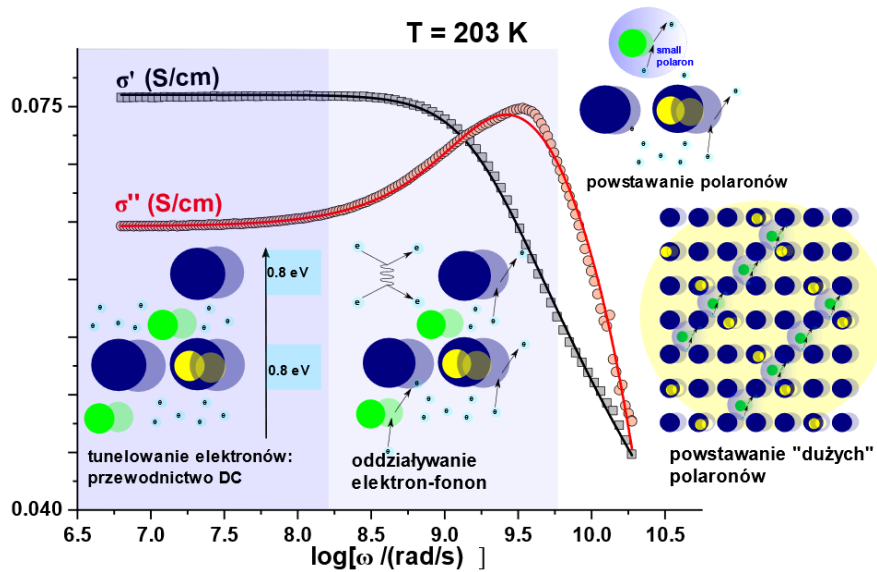 T = 203 K
σ' (S/cm)
σ'' (S/cm)
0.075
0.040
small
polaron
powstawanie polaronów
0.8 eV
0.8 eV
e
e
e
e
tunelowanie elektronów:
przewodnictwo DC
oddziaływanie
elektron-fonon
powstawanie "dużych"
polaronów
6.5 7.0 7.5 8.0 8.5 9.0 9.5 10.0 10.5
log[ω /(rad/s) ]